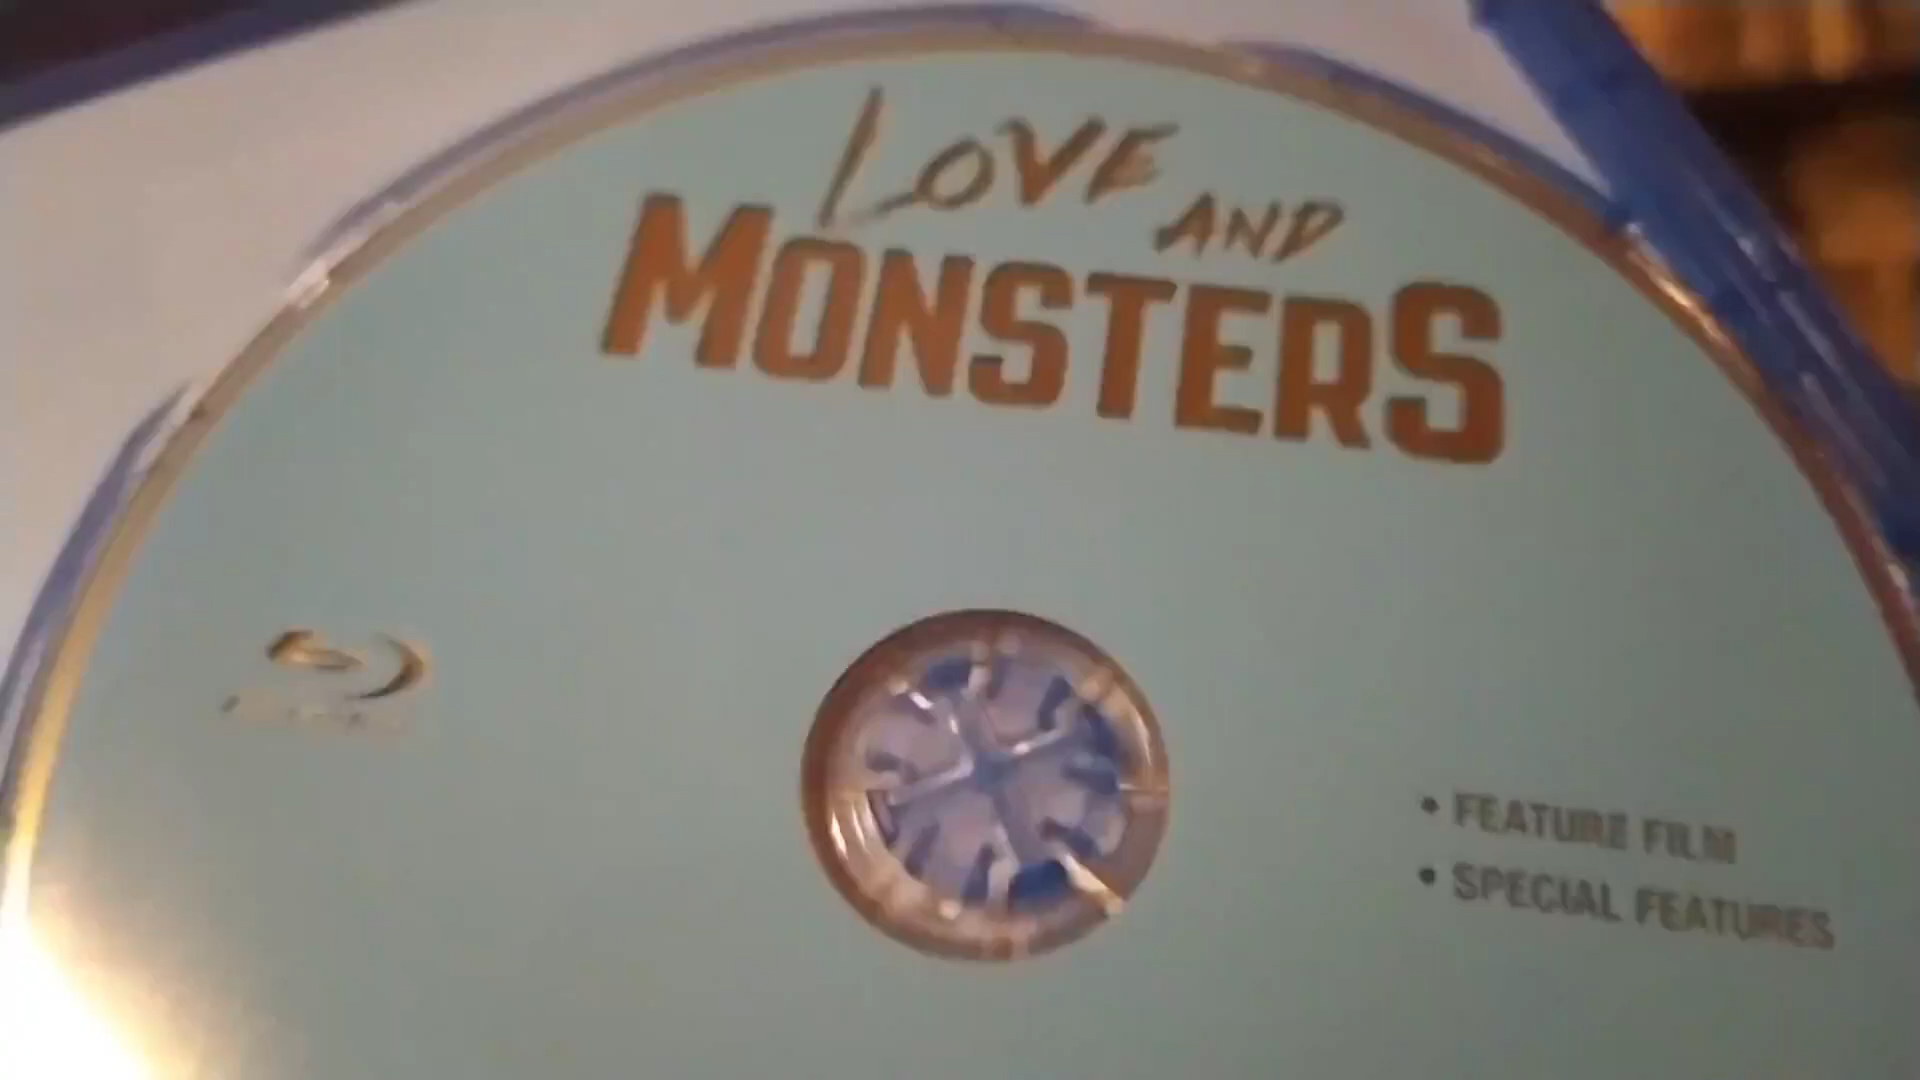 LOVE AND
MONSTERS
• FEATURE FILM
• SPECIAL FEATURES